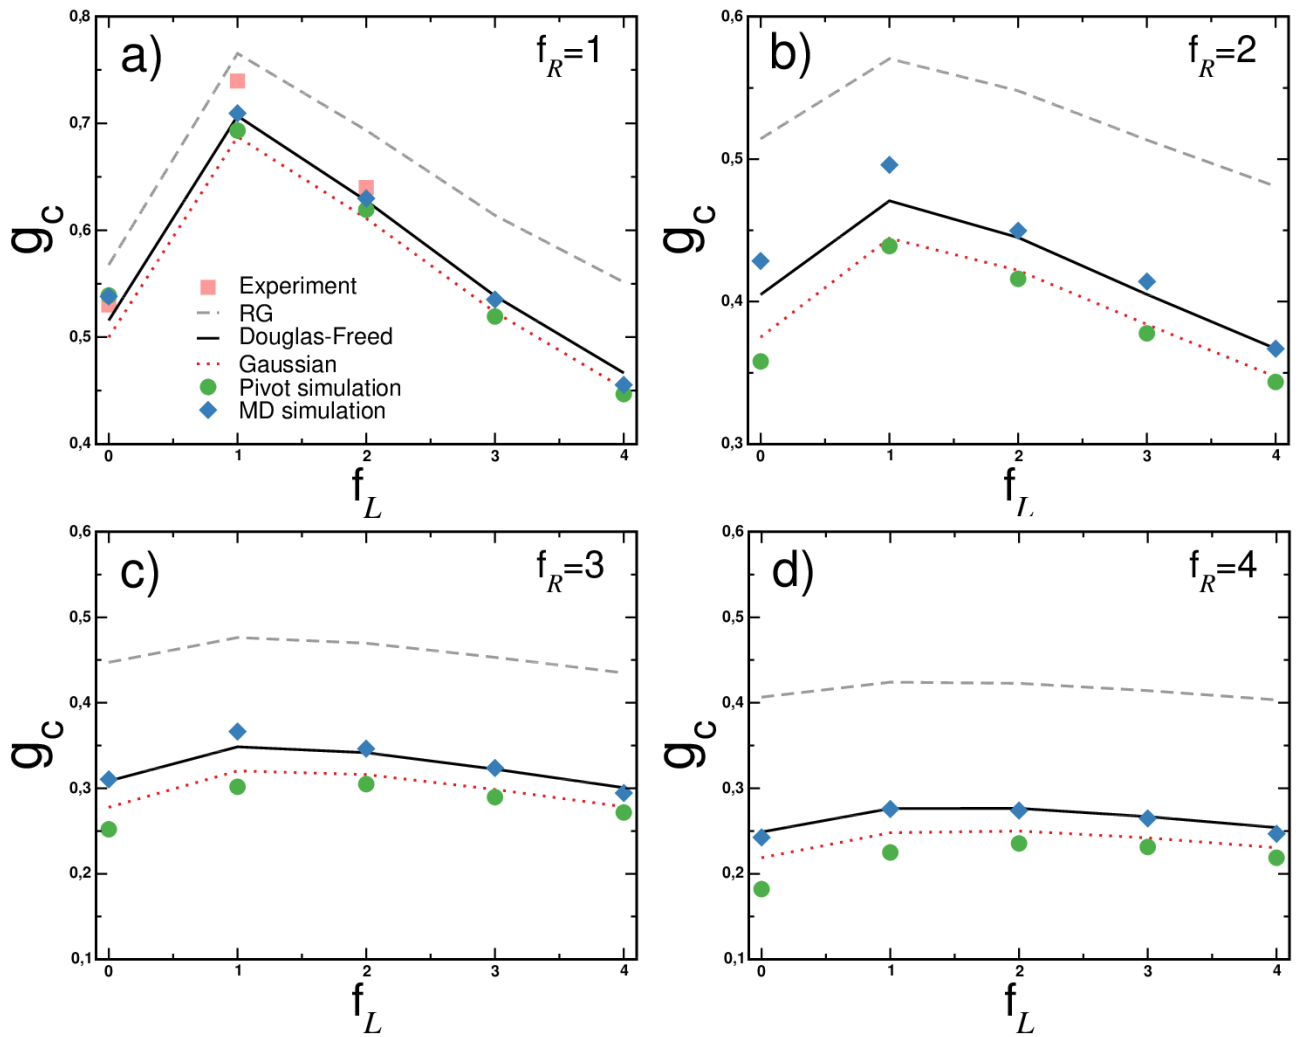 a)
f_R=1
0,8
0,7
0,6
0,5
0,4
g_c
Experiment
RG
Douglas-Freed
Gaussian
Pivot simulation
MD simulation
0 1 2 3 4
f_L
b)
f_R=2
0,6
0,5
0,4
0,3
g_c
0 1 2 3 4
f_L
c)
f_R=3
0,6
0,5
0,4
0,3
0,2
0,1
g_c
0 1 2 3 4
f_L
d)
f_R=4
0,6
0,5
0,4
0,3
0,2
0,1
g_c
0 1 2 3 4
f_L